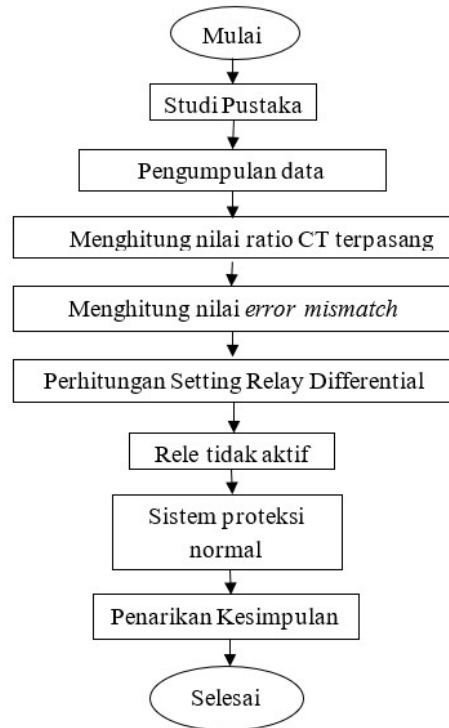 Mulai
Studi Pustaka
Pengumpulan data
Menghitung nilai ratio CT terpasang
Menghitung nilai error mismatch
Perhitungan Setting Relay Differential
Rele tidak aktif
Sistem proteksi
normal
Penarikan Kesimpulan
Selesai